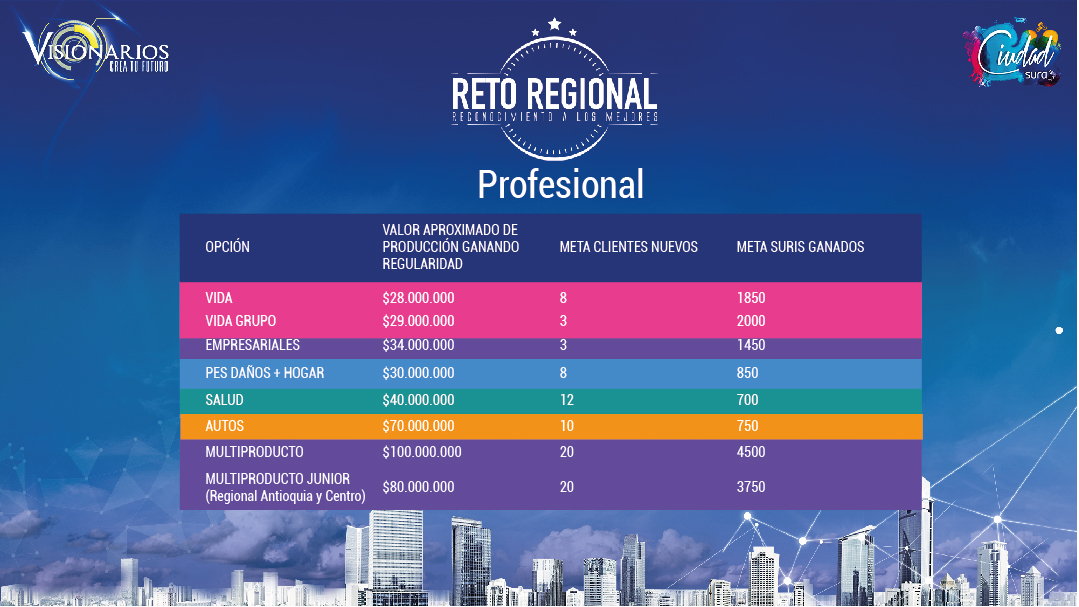 VISIONARIOS
CREA TU FUTURO
Ciudad
sura
RETO REGIONAL
RECONOCIMIENTO A LOS MEJORES
Profesional
OPCIÓN VALOR APROXIMADO DE PRODUCCIÓN GANANDO REGULARIDAD META CLIENTES NUEVOS META SURIS GANADOS
VIDA $28.000.000 8 1850
VIDA GRUPO $29.000.000 3 2000
EMPRESARIALES $34.000.000 3 1450
PES DAÑOS + HOGAR $30.000.000 8 850
SALUD $40.000.000 12 700
AUTOS $70.000.000 10 750
MULTIPRODUCTO $100.000.000 20 4500
MULTIPRODUCTO JUNIOR
(Regional Antioquia y Centro) $80.000.000 20 3750